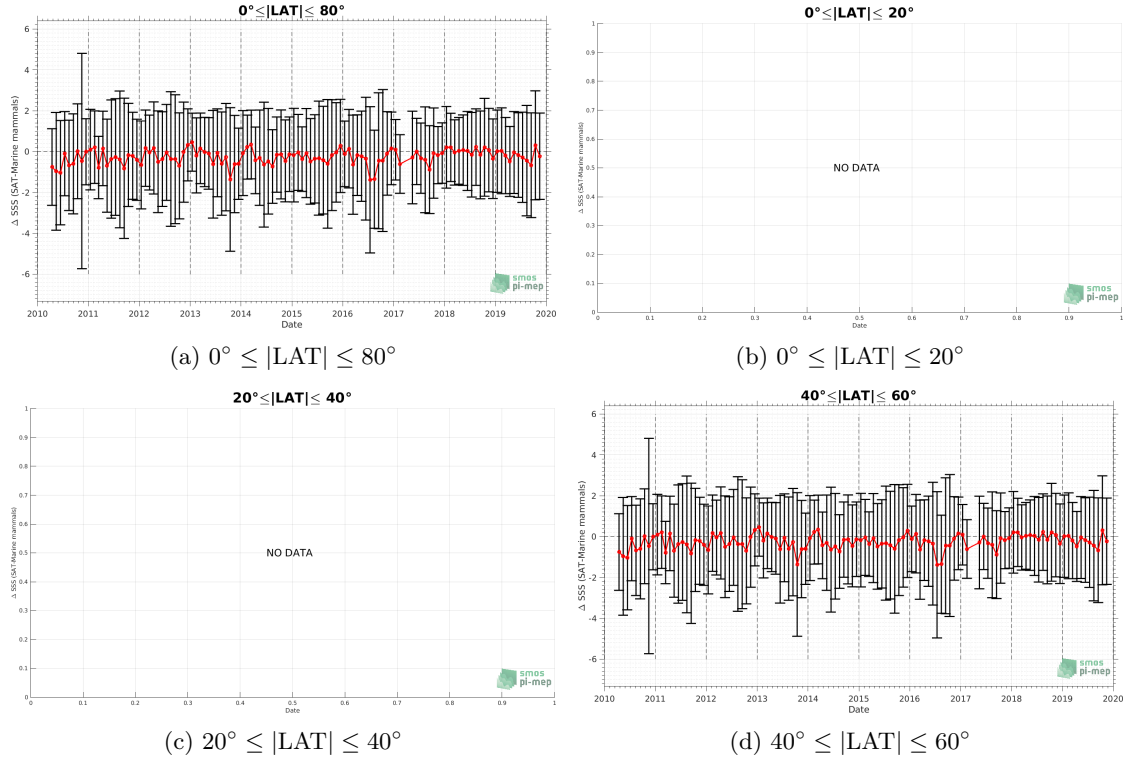 0°≤|LAT|≤ 80°
6
4
2
0
-2
-4
-6
Δ SSS (SAT-Marine mammals)
2010 2011 2012 2013 2014 2015 2016 2017 2018 2019 2020
Date
smos
pi-mep
(a) 0° ≤ |LAT| ≤ 80°
0°≤|LAT|≤ 20°
1
0.9
0.8
0.7
0.6
0.5
0.4
0.3
0.2
0.1
0
Δ SSS (SAT-Marine mammals)
NO DATA
0 0.1 0.2 0.3 0.4 0.5 0.6 0.7 0.8 0.9 1
Date
smos
pi-mep
(b) 0° ≤ |LAT| ≤ 20°
20°≤|LAT|≤ 40°
1
0.9
0.8
0.7
0.6
0.5
0.4
0.3
0.2
0.1
0
Δ SSS (SAT-Marine mammals)
NO DATA
0 0.1 0.2 0.3 0.4 0.5 0.6 0.7 0.8 0.9 1
Date
smos
pi-mep
(c) 20° ≤ |LAT| ≤ 40°
40°≤|LAT|≤ 60°
6
4
2
0
-2
-4
-6
Δ SSS (SAT-Marine mammals)
2010 2011 2012 2013 2014 2015 2016 2017 2018 2019 2020
Date
smos
pi-mep
(d) 40° ≤ |LAT| ≤ 60°